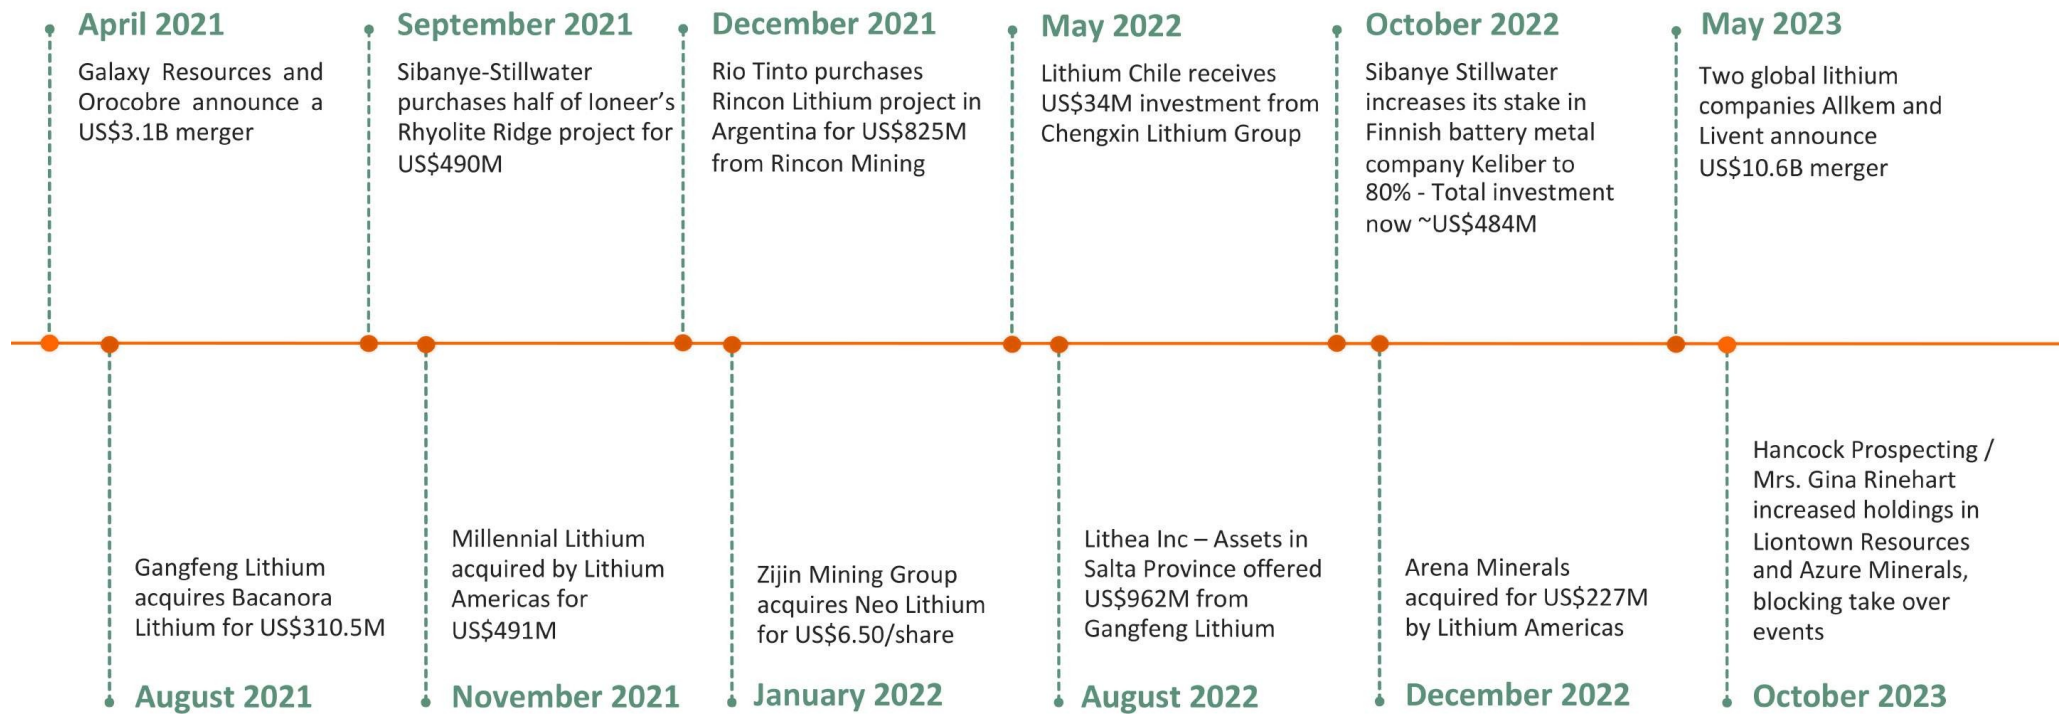 April 2021
Galaxy Resources and
Orocobre announce a
US$3.1B merger
September 2021
Sibanye-Stillwater
purchases half of Ioneer's
Rhyolite Ridge project for
US$490M
December 2021
Rio Tinto purchases
Rincon Lithium project in
Argentina for US$825M
from Rincon Mining
May 2022
Lithium Chile receives
US$34M investment from
Chengxin Lithium Group
October 2022
Sibanye Stillwater
increases its stake in
Finnish battery metal
company Keliber to
80% - Total investment
now ~US$484M
May 2023
Two global lithium
companies Allkem and
Livent announce
US$10.6B merger
Gangfeng Lithium
acquires Bacanora
Lithium for US$310.5M
August 2021
Millennial Lithium
acquired by Lithium
Americas for
US$491M
November 2021
Zijin Mining Group
acquires Neo Lithium
for US$6.50/share
January 2022
Lithea Inc – Assets in
Salta Province offered
US$962M from
Gangfeng Lithium
August 2022
Arena Minerals
acquired for US$227M
by Lithium Americas
December 2022
Hancock Prospecting /
Mrs. Gina Rinehart
increased holdings in
Liontown Resources
and Azure Minerals,
blocking take over
events
October 2023